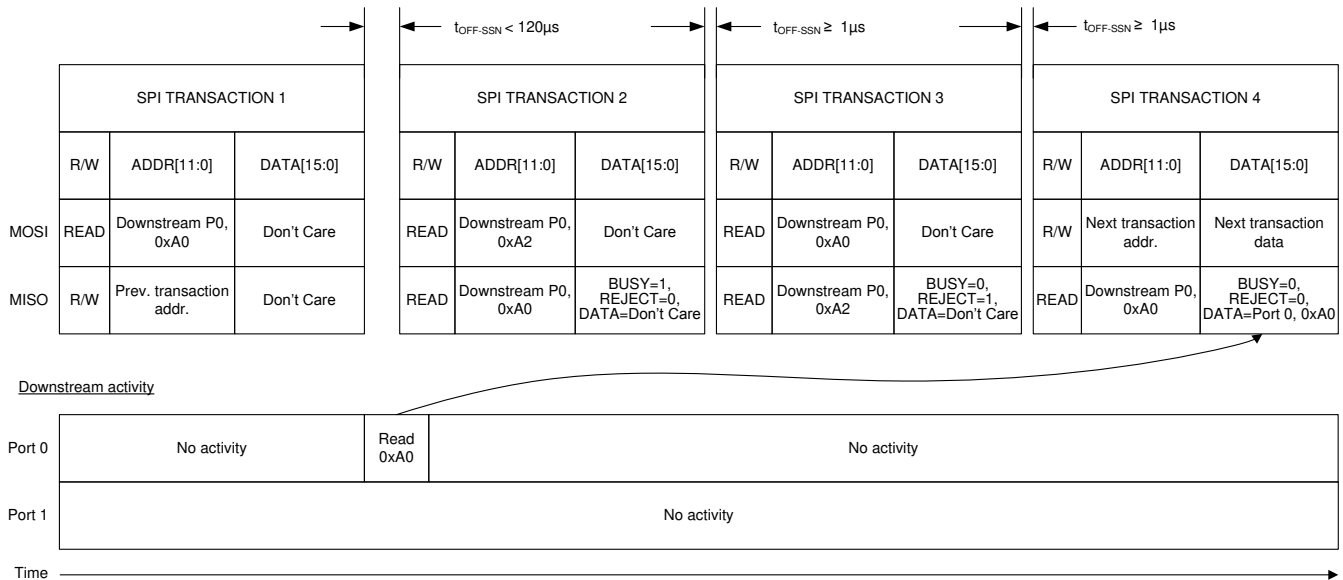 tOFF-SSN < 120µs
tOFF-SSN ≥ 1µs
tOFF-SSN ≥ 1µs
SPI TRANSACTION 1
SPI TRANSACTION 2
SPI TRANSACTION 3
SPI TRANSACTION 4
R/W
ADDR[11:0]
DATA[15:0]
R/W
ADDR[11:0]
DATA[15:0]
R/W
ADDR[11:0]
DATA[15:0]
R/W
ADDR[11:0]
DATA[15:0]
MOSI
READ
Downstream P0,
0xA0
Don't Care
READ
Downstream P0,
0xA2
Don't Care
READ
Downstream P0,
0xA0
Don't Care
R/W
Next transaction
addr.
Next transaction
data
MISO
R/W
Prev. transaction
addr.
Don't Care
READ
Downstream P0,
0xA0
BUSY=1,
REJECT=0,
DATA=Don't Care
READ
Downstream P0,
0xA2
BUSY=0,
REJECT=1,
DATA=Don't Care
READ
Downstream P0,
0xA0
BUSY=0,
REJECT=0,
DATA=Port 0, 0xA0
Downstream activity
Port 0
No activity
Read
0xA0
No activity
Port 1
No activity
Time